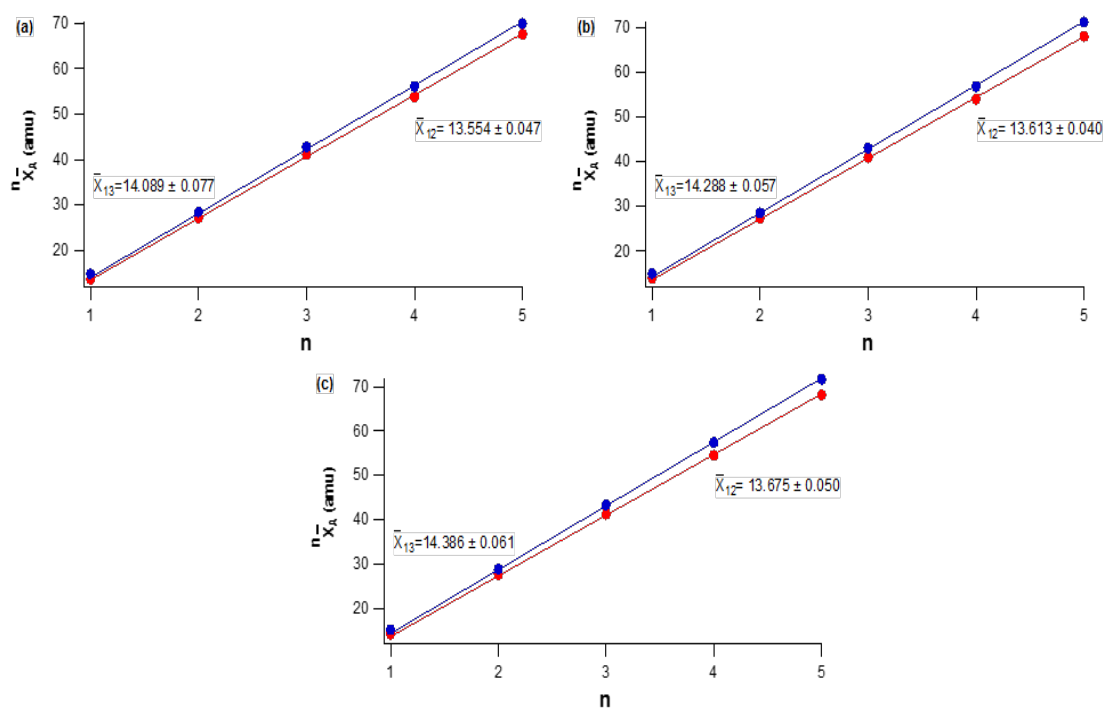 (a)
70
60
50
40
30
20
n X̄_A (amu)
X̄₁₂= 13.554 ± 0.047
X̄₁₃=14.089 ± 0.077
1 2 3 4 5
n
(b)
70
60
50
40
30
20
n X̄_A (amu)
X̄₁₂= 13.613 ± 0.040
X̄₁₃=14.288 ± 0.057
1 2 3 4 5
n
(c)
70
60
50
40
30
20
n X̄_A (amu)
X̄₁₂= 13.675 ± 0.050
X̄₁₃=14.386 ± 0.061
1 2 3 4 5
n